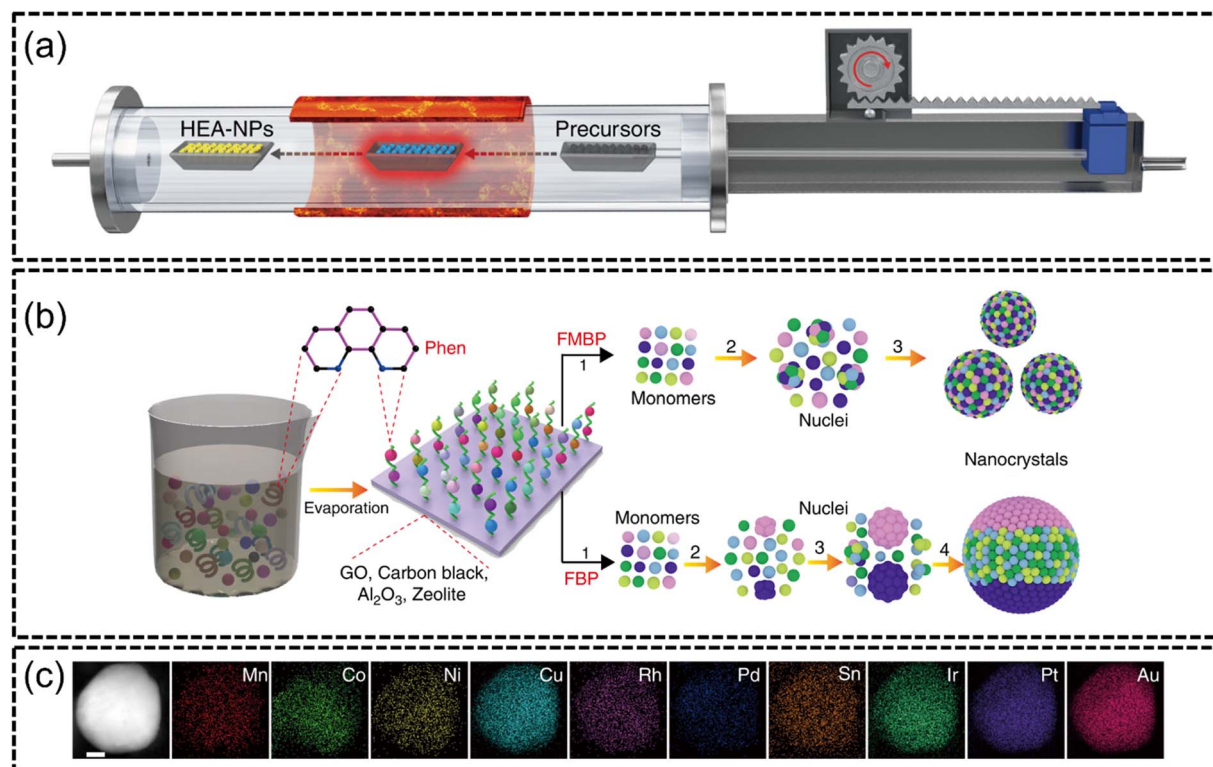 (a)
HEA-NPs
Precursors
(b)
Phen
Evaporation
GO, Carbon black,
Al₂O₃, Zeolite
FMBP
1
Monomers
2
Nuclei
3
Nanocrystals
1
FBP
Monomers
2
Nuclei
3
4
(c)
Mn Co Ni Cu Rh Pd Sn Ir Pt Au